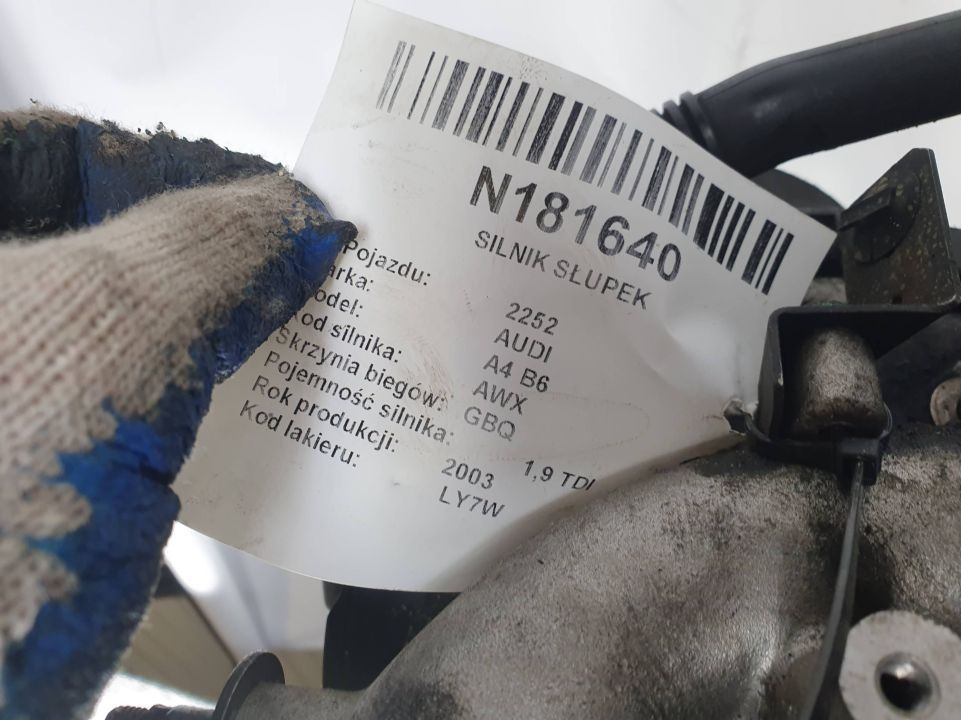 N181640
SILNIK SŁUPEK
Pojazdu: 2252
arka: AUDI
odel: A4 B6
Kod silnika: AWX
Skrzynia biegów: GBQ
Pojemność silnika: 1,9 TDI
Rok produkcji: 2003
Kod lakieru: LY7W